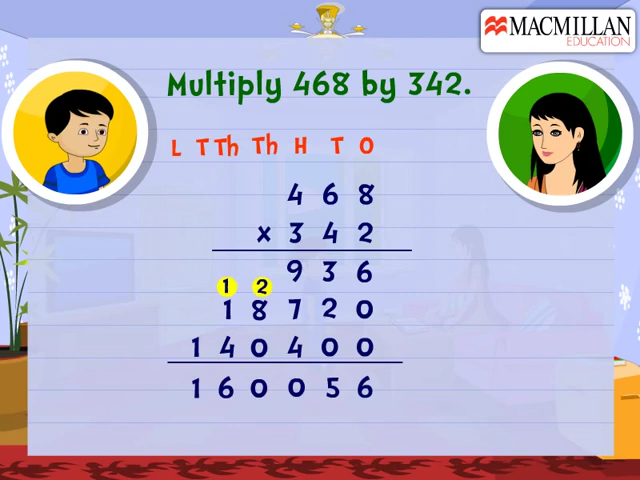 MACMILLAN
EDUCATION
Multiply 468 by 342.
L T Th Th H T O
4 6 8
× 3 4 2
9 3 6
1 2
1 8 7 2 0
1 4 0 4 0 0
1 6 0 0 5 6